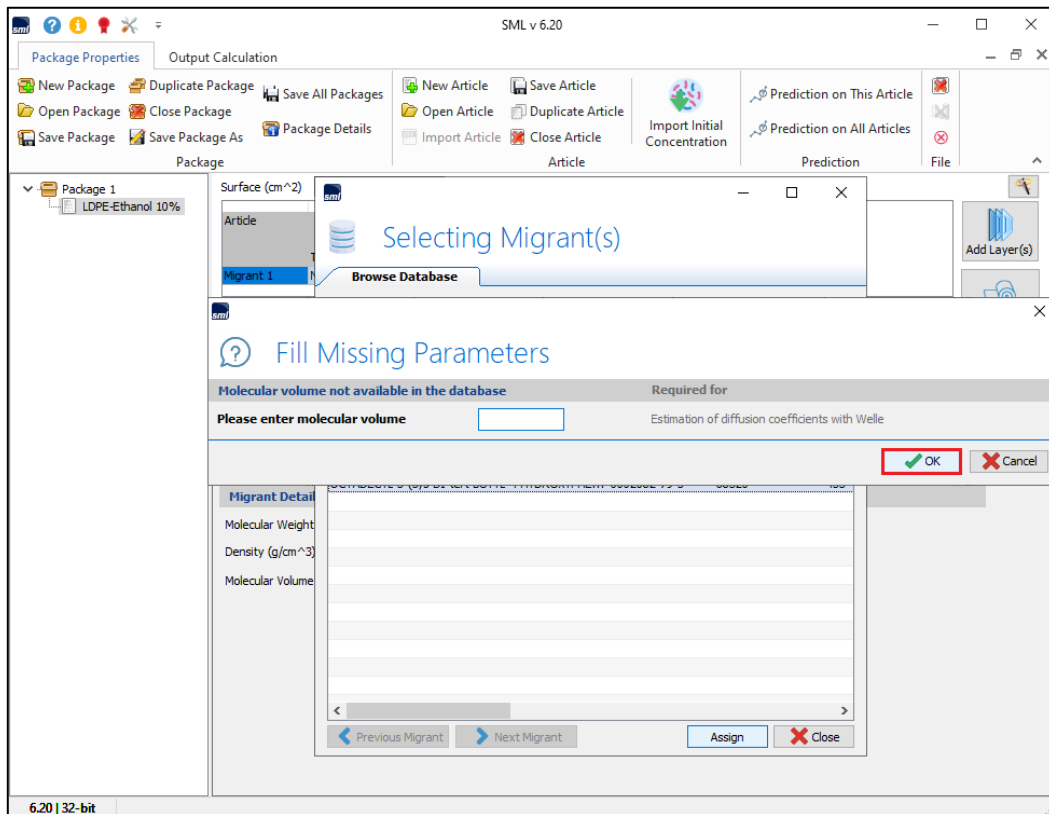 sml
SML v 6.20
Package Properties
Output Calculation
New Package
Duplicate Package
Save All Packages
Open Package
Close Package
Package Details
Save Package
Save Package As
Package
New Article
Save Article
Open Article
Duplicate Article
Import Article
Close Article
Import Initial
Concentration
Article
Prediction on This Article
Prediction on All Articles
Prediction
File
Package 1
LDPE-Ethanol 10%
Surface (cm^2)
Article
Migrant 1
Add Layer(s)
sml
Selecting Migrant(s)
Browse Database
sml
Fill Missing Parameters
Molecular volume not available in the database
Required for
Please enter molecular volume
Estimation of diffusion coefficients with Welle
OK
Cancel
Migrant Detail
Molecular Weight
Density (g/cm^3)
Molecular Volume
Previous Migrant
Next Migrant
Assign
Close
6.20 | 32-bit